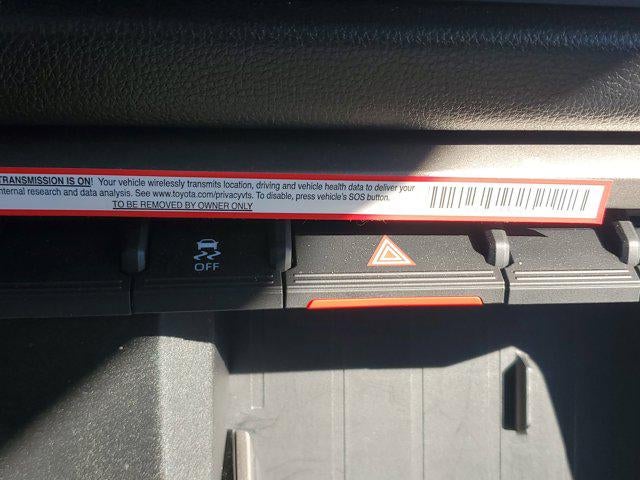 TRANSMISSION IS ON! Your vehicle wirelessly transmits location, driving and vehicle health data to deliver your
internal research and data analysis. See www.toyota.com/privacyvts. To disable, press vehicle's SOS button.
TO BE REMOVED BY OWNER ONLY
OFF